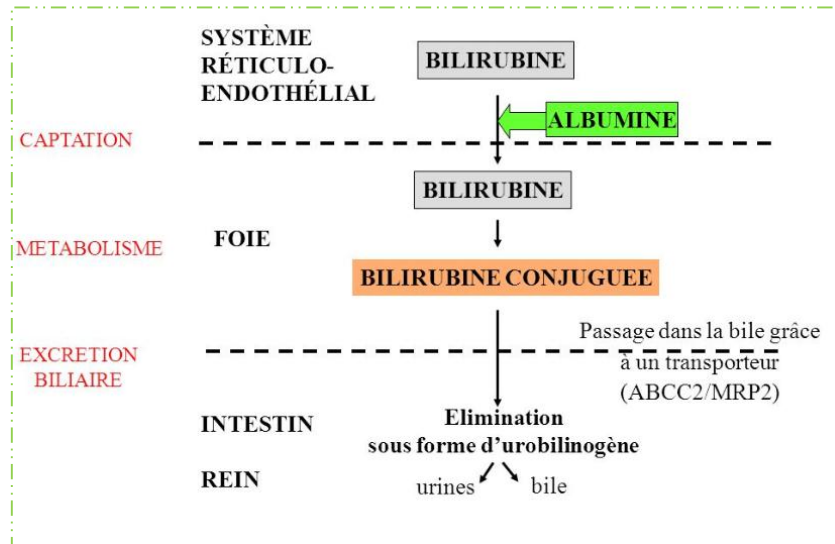 SYSTÈME
RÉTICULO-
ENDOTHÉLIAL
BILIRUBINE
ALBUMINE
CAPTATION
BILIRUBINE
METABOLISME
FOIE
BILIRUBINE CONJUGUEE
EXCRETION
BILIAIRE
Passage dans la bile grâce
à un transporteur
(ABCC2/MRP2)
INTESTIN
Elimination
sous forme d'urobilinogène
REIN
urines
bile